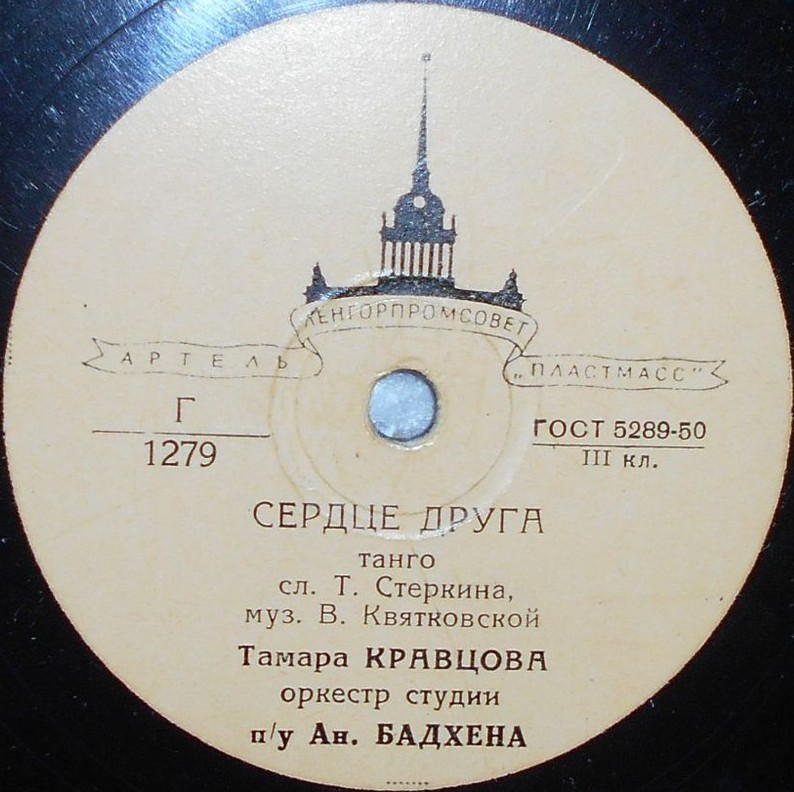 ЛЕНГОРПРОМСОВЕТ
АРТЕЛЬ „ПЛАСТМАСС"
Г
1279
ГОСТ 5289-50
III кл.
СЕРДЦЕ ДРУГА
танго
сл. Т. Стеркина,
муз. В. Квятковской
Тамара КРАВЦОВА
оркестр студии
п/у Ан. БАДХЕНА